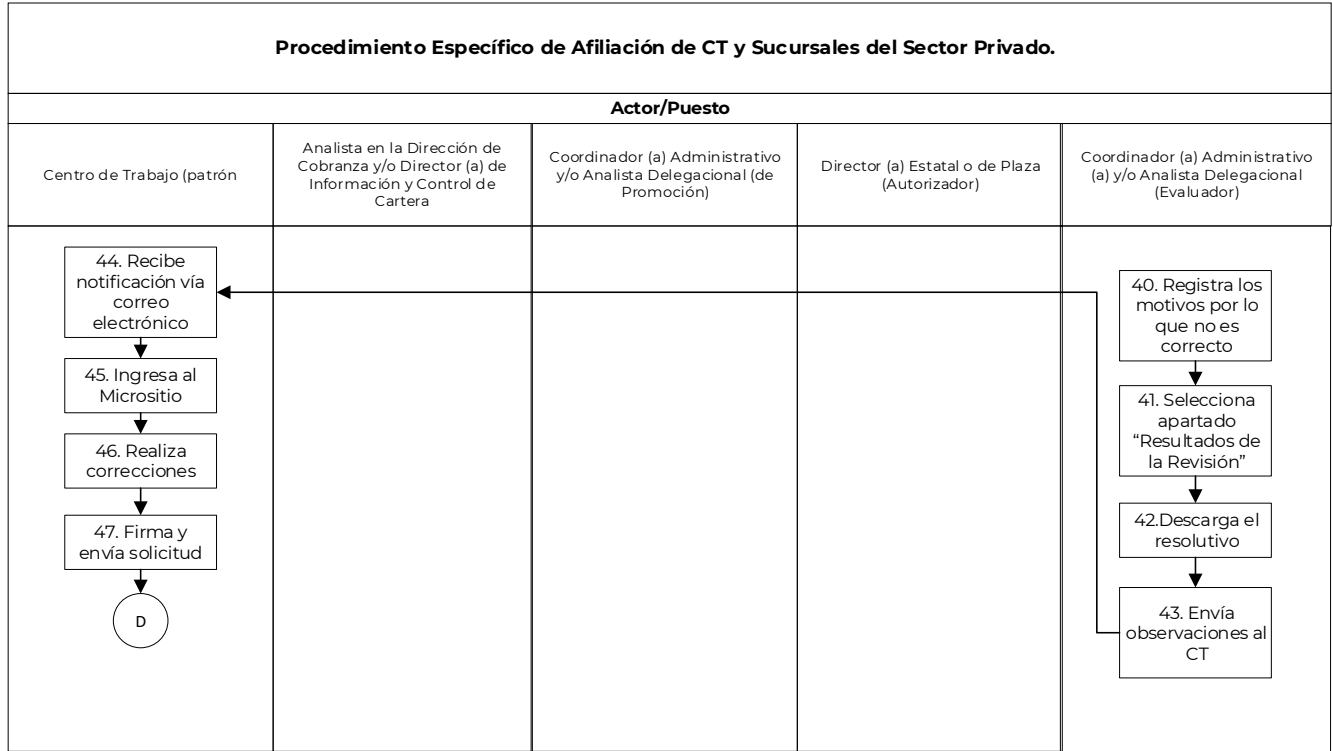 Procedimiento Específico de Afiliación de CT y Sucursales del Sector Privado.
Actor/Puesto
Centro de Trabajo (patrón
Analista en la Dirección de
Cobranza y/o Director (a) de
Información y Control de
Cartera
Coordinador (a) Administrativo
y/o Analista Delegacional (de
Promoción)
Director (a) Estatal o de Plaza
(Autorizador)
Coordinador (a) Administrativo
(a) y/o Analista Delegacional
(Evaluador)
44. Recibe
notificación vía
correo
electrónico
45. Ingresa al
Micrositio
46. Realiza
correcciones
47. Firma y
envía solicitud
D
40. Registra los
motivos por lo
que no es
correcto
41. Selecciona
apartado
“Resultados de
la Revisión”
42.Descarga el
resolutivo
43. Envía
observaciones al
CT